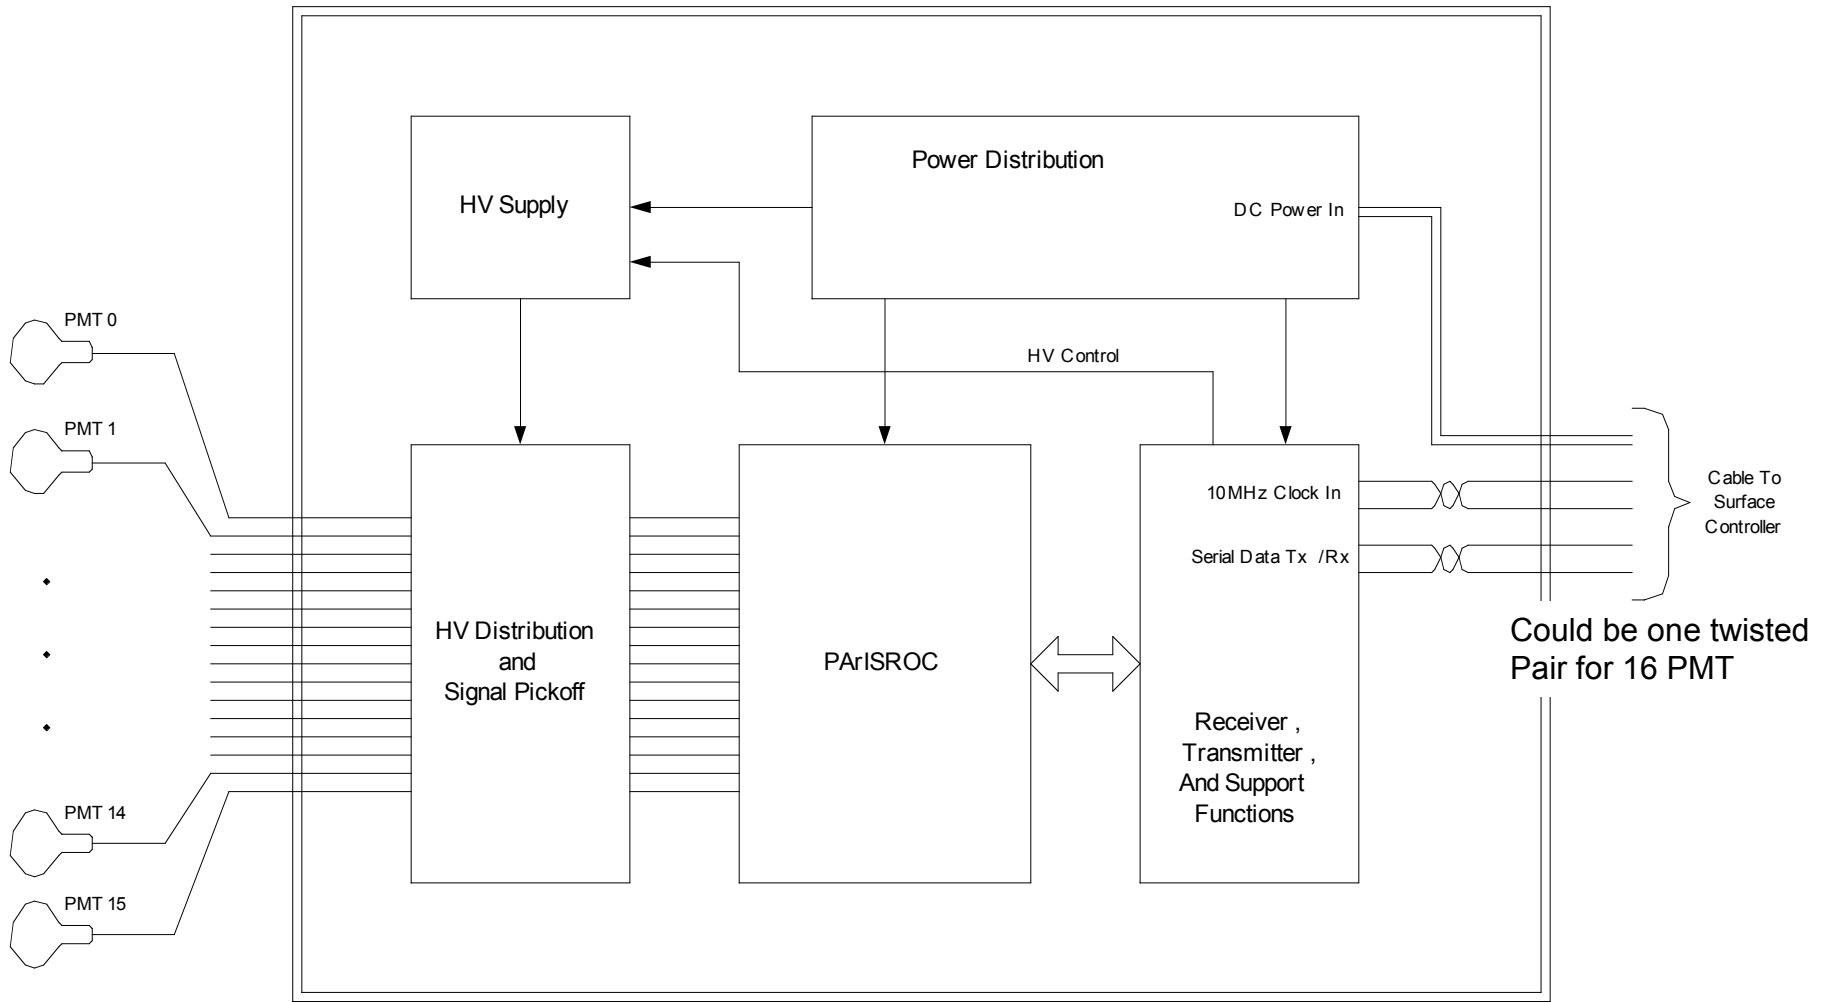 Power Distribution
HV Supply
DC Power In
PMT 0
HV Control
PMT 1
10MHz Clock In
Serial Data Tx /Rx
Cable To
Surface
Controller
Could be one twisted
Pair for 16 PMT
HV Distribution
and
Signal Pickoff
PArISROC
Receiver ,
Transmitter ,
And Support
Functions
PMT 14
PMT 15